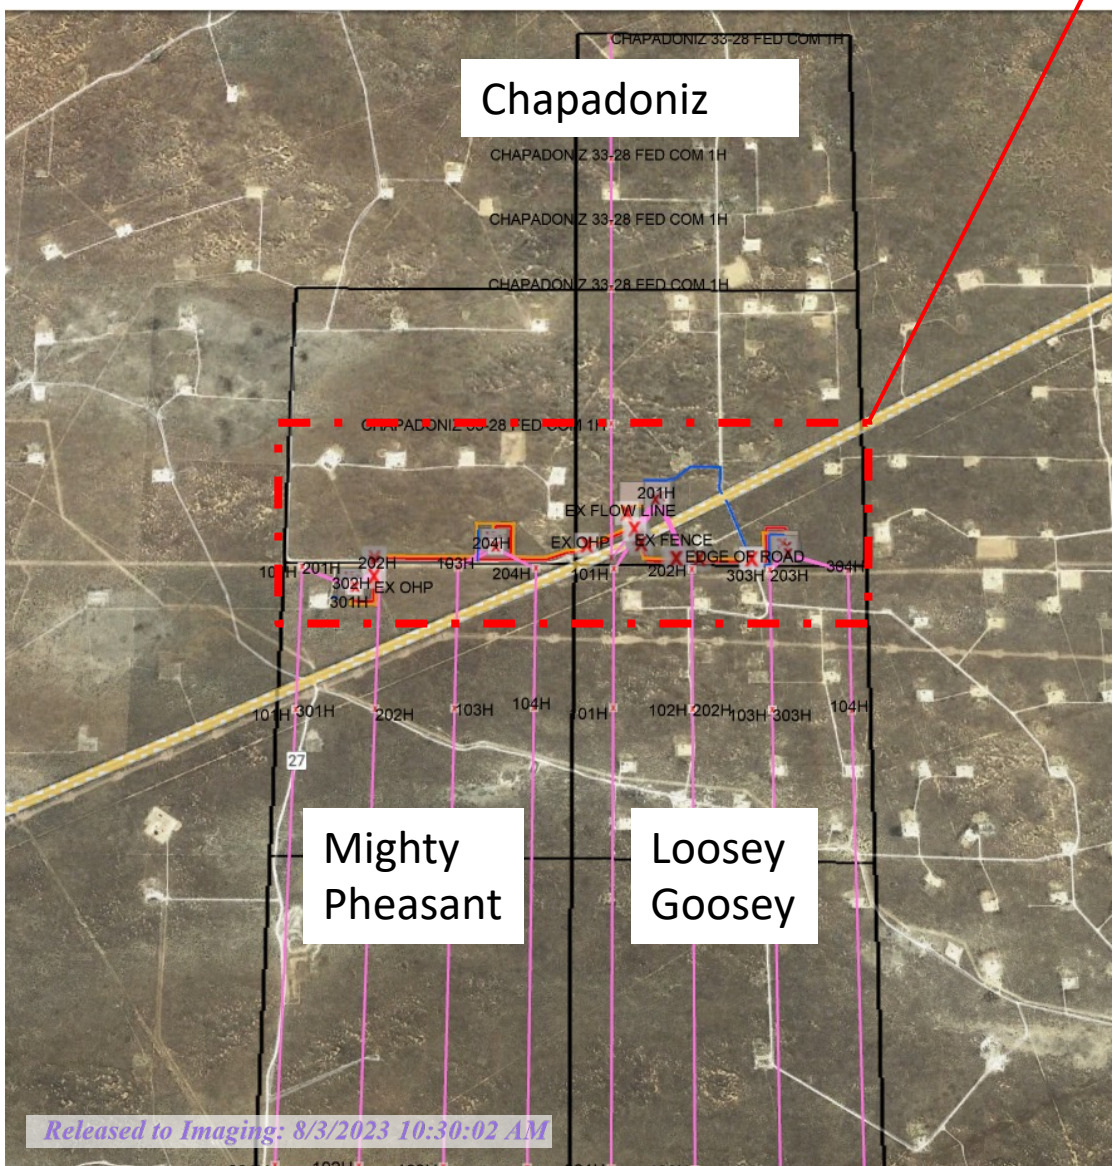 CHAPADONIZ 33-28 FED COM 1H
Chapadoniz
CHAPADONIZ 33-28 FED COM 1H
CHAPADONIZ 33-28 FED COM 1H
CHAPADONIZ 33-28 FED COM 1H
CHAPADONIZ 33-28 FED COM 1H
201H
EX FLOW LINE
204H
EX OHP
EX FENCE
202H
103H
EDGE OF ROAD
201H
204H
101H
202H
303H
203H
304H
302H
EX OHP
301H
101H
301H
202H
103H
104H
101H
102H
202H
103H
303H
104H
27
Mighty
Pheasant
Loosey
Goosey
Released to Imaging: 8/3/2023 10:30:02 AM